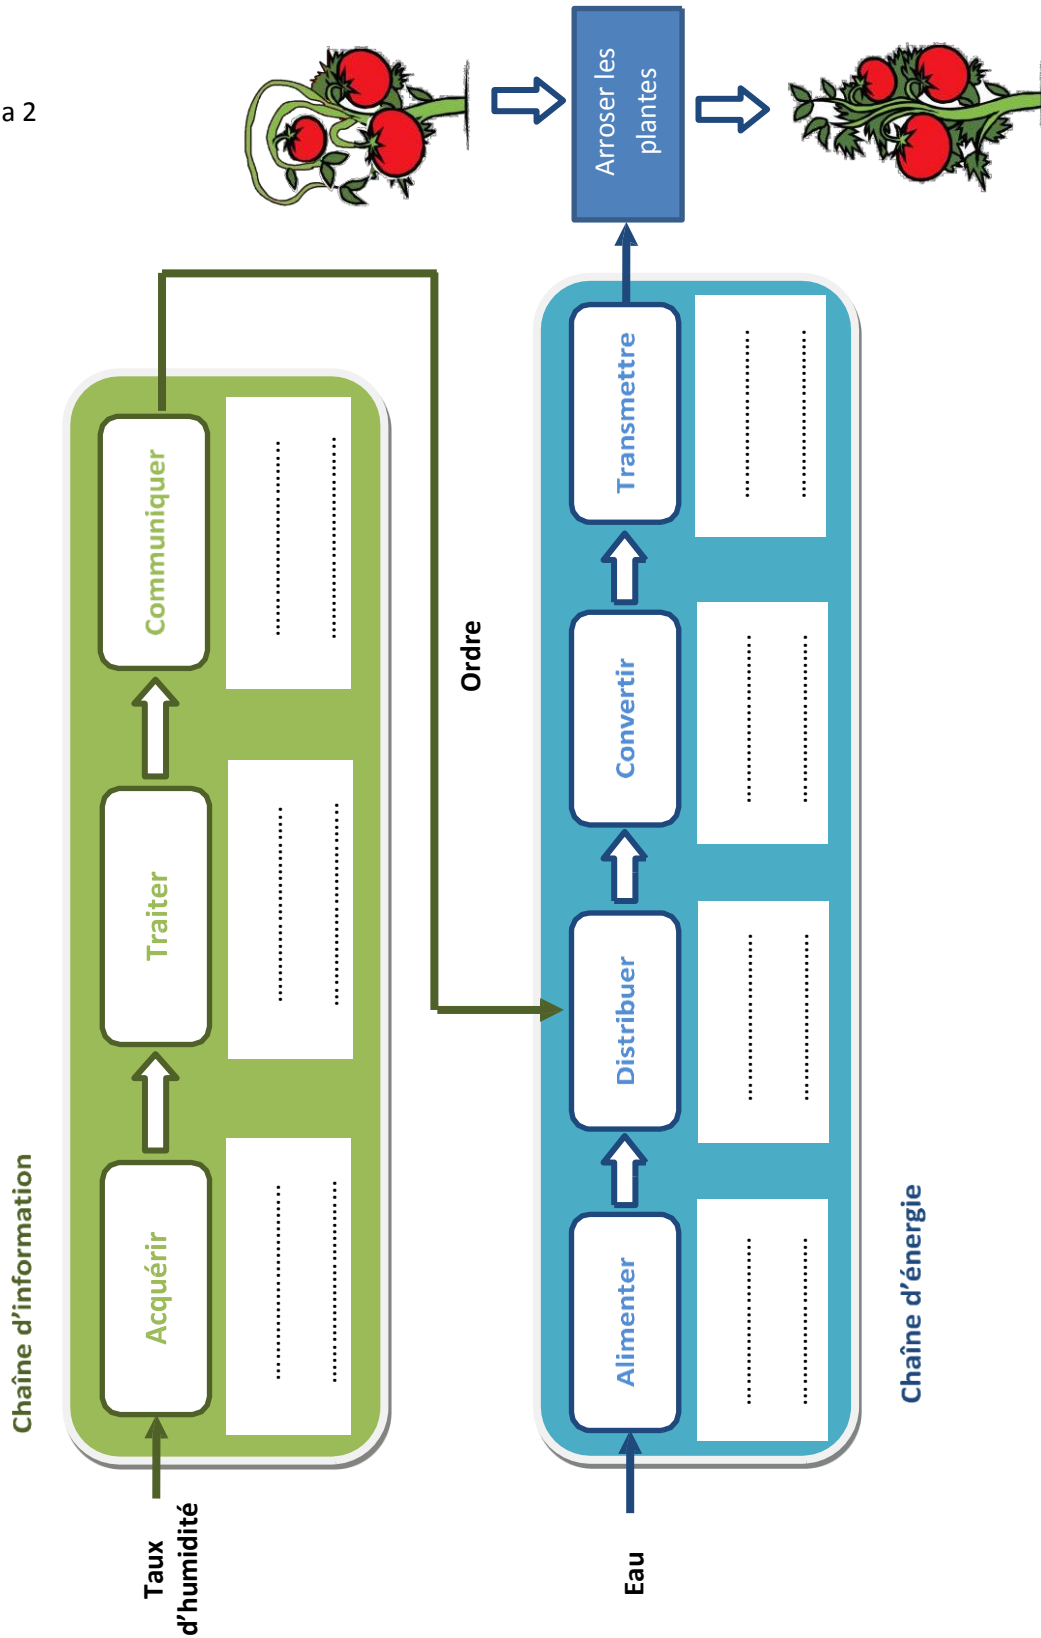 a 2
Chaîne d’information
Taux
d’humidité
Acquérir
Traiter
Communiquer
Ordre
Eau
Alimenter
Distribuer
Convertir
Transmettre
Arroser les
plantes
Chaîne d’énergie